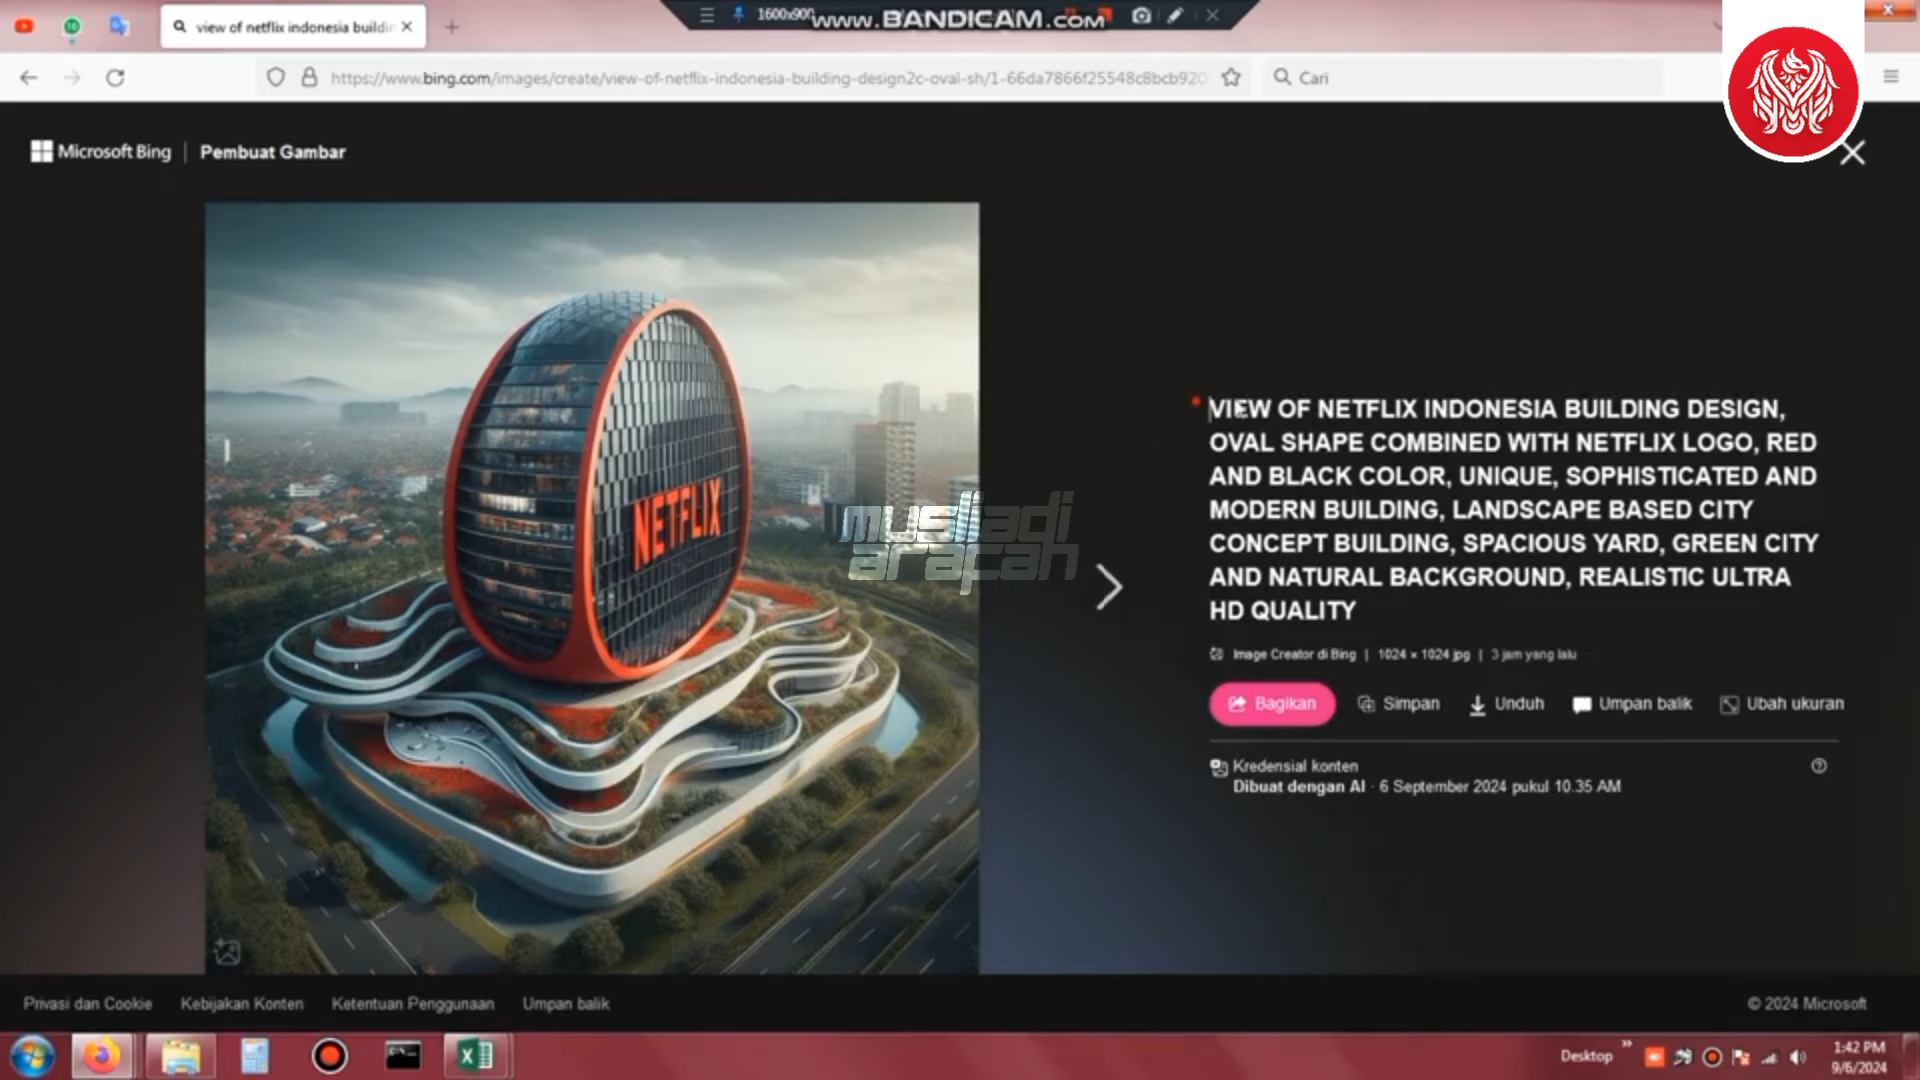 view of netflix indonesia buildin
1600x900
www.BANDICAM.com
https://www.bing.com/images/create/view-of-netflix-indonesia-building-design2c-oval-sh/1-66da7866f25548c8bcb920
Cari
Microsoft Bing | Pembuat Gambar
NETFLIX
musliadi
arapah
VIEW OF NETFLIX INDONESIA BUILDING DESIGN,
OVAL SHAPE COMBINED WITH NETFLIX LOGO, RED
AND BLACK COLOR, UNIQUE, SOPHISTICATED AND
MODERN BUILDING, LANDSCAPE BASED CITY
CONCEPT BUILDING, SPACIOUS YARD, GREEN CITY
AND NATURAL BACKGROUND, REALISTIC ULTRA
HD QUALITY
Image Creator di Bing | 1024 × 1024 jpg | 3 jam yang lalu
Bagikan Simpan Unduh Umpan balik Ubah ukuran
Kredensial konten
Dibuat dengan AI · 6 September 2024 pukul 10.35 AM
Privasi dan Cookie Kebijakan Konten Ketentuan Penggunaan Umpan balik © 2024 Microsoft
Desktop
1:42 PM
9/6/2024